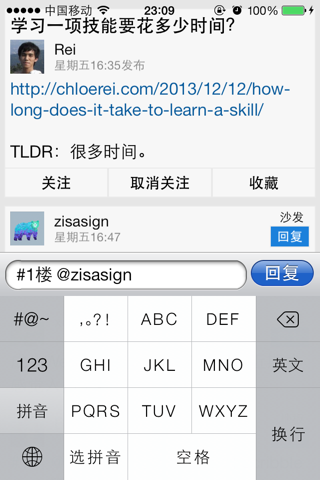 中国移动 23:09 100%
学习一项技能要花多少时间?
Rei
星期五16:35发布
http://chloerei.com/2013/12/12/how-
long-does-it-take-to-learn-a-skill/
TLDR：很多时间。
关注 取消关注 收藏
zisasign 沙发
星期五16:47 回复
#1楼 @zisasign 回复
#@~ ,。?! ABC DEF
123 GHI JKL MNO 英文
拼音 PQRS TUV WXYZ 换行
选拼音 空格